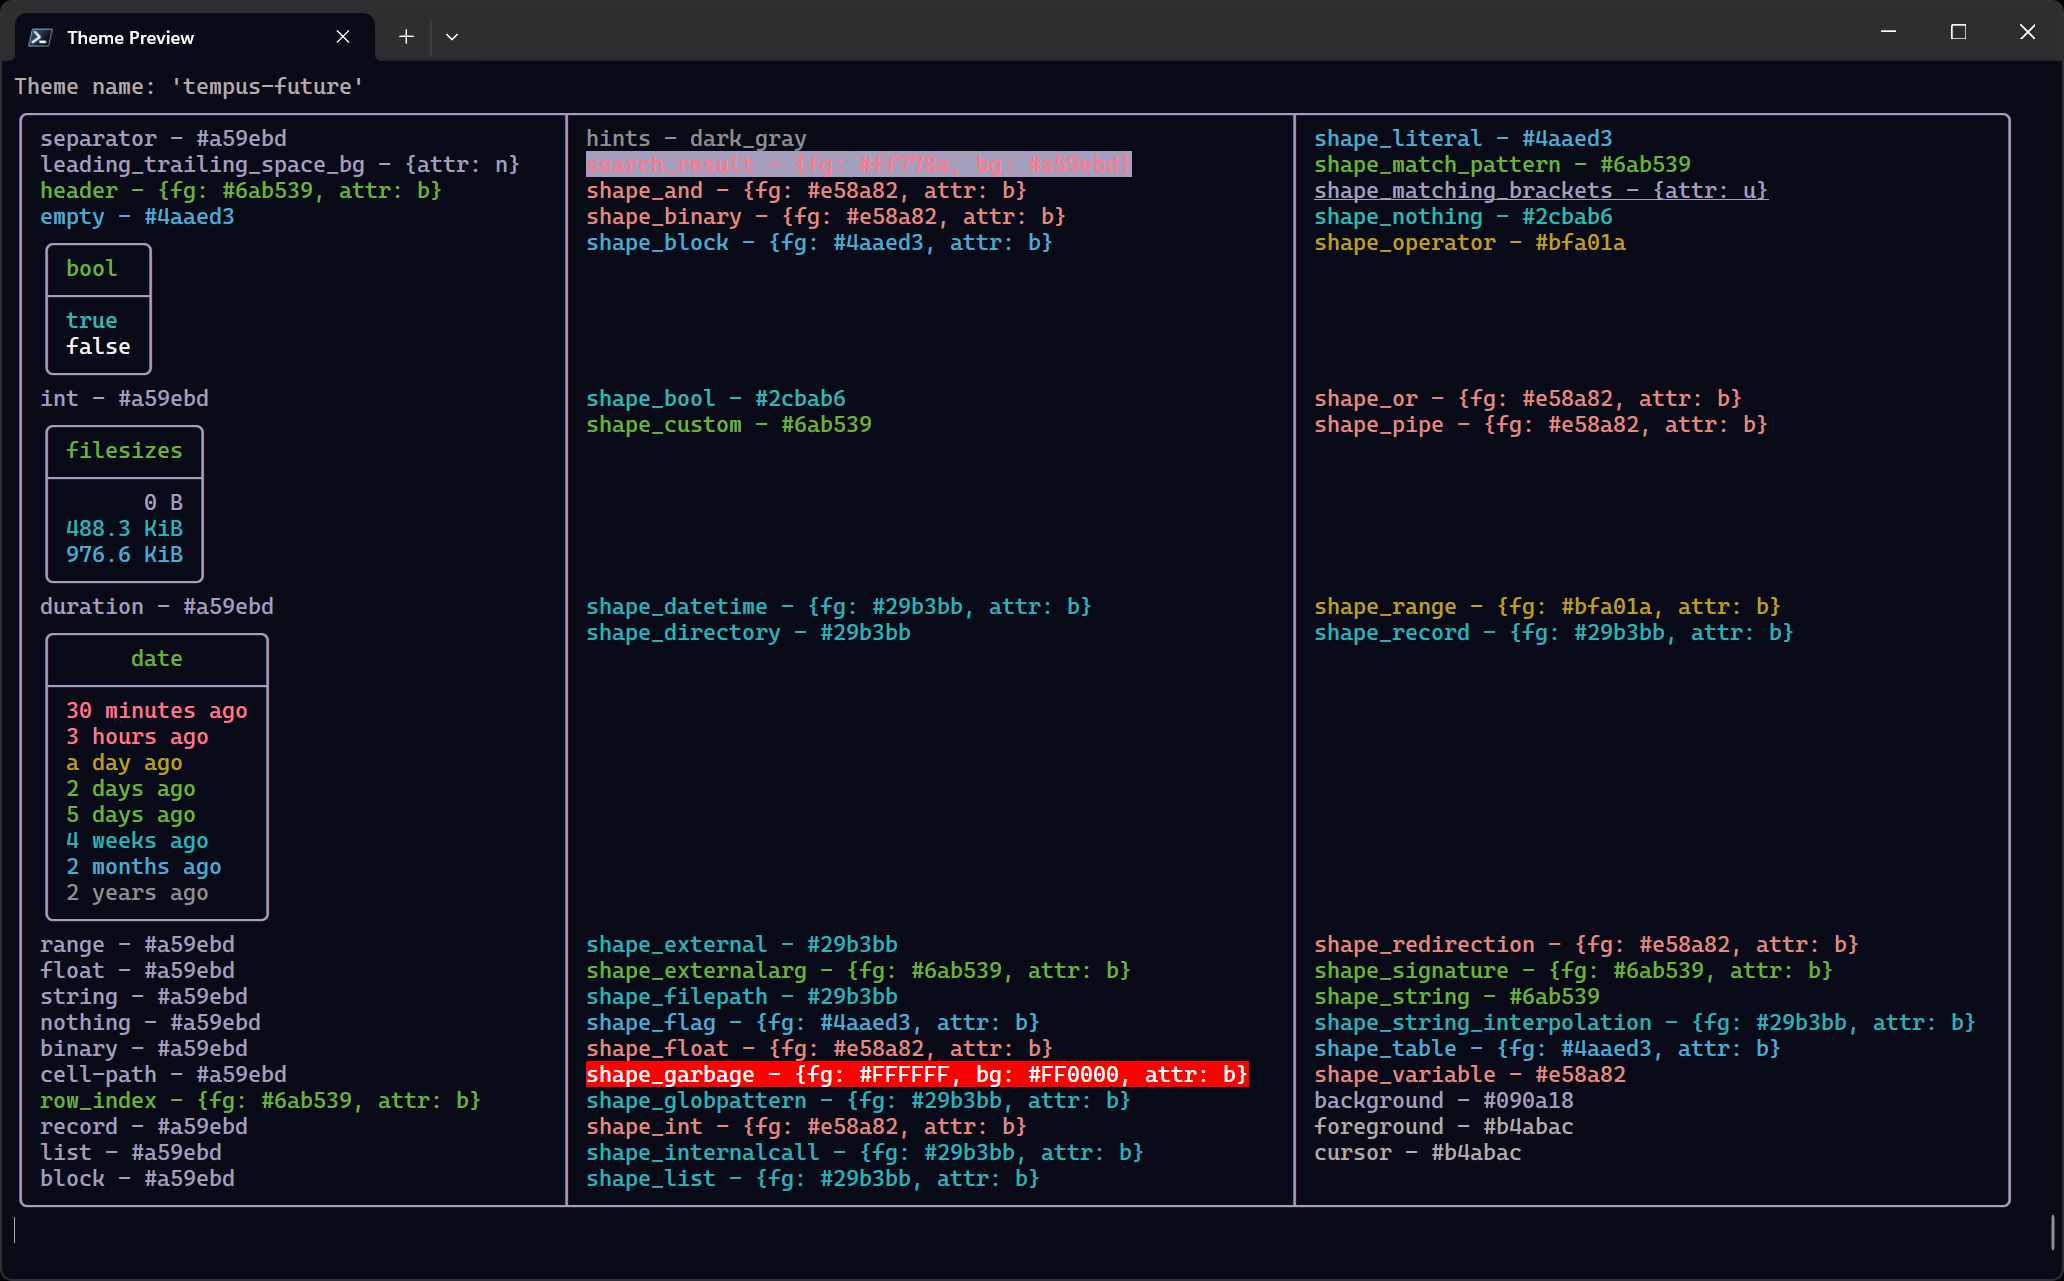 Theme Preview
Theme name: 'tempus-future'
separator - #a59ebd
leading_trailing_space_bg - {attr: n}
header - {fg: #6ab539, attr: b}
empty - #4aaed3
bool
true
false
int - #a59ebd
filesizes
0 B
488.3 KiB
976.6 KiB
duration - #a59ebd
date
30 minutes ago
3 hours ago
a day ago
2 days ago
5 days ago
4 weeks ago
2 months ago
2 years ago
range - #a59ebd
float - #a59ebd
string - #a59ebd
nothing - #a59ebd
binary - #a59ebd
cell-path - #a59ebd
row_index - {fg: #6ab539, attr: b}
record - #a59ebd
list - #a59ebd
block - #a59ebd
hints - dark_gray
search_result - {fg: #ff778a, bg: #a59ebd}
shape_and - {fg: #e58a82, attr: b}
shape_binary - {fg: #e58a82, attr: b}
shape_block - {fg: #4aaed3, attr: b}
shape_bool - #2cbab6
shape_custom - #6ab539
shape_datetime - {fg: #29b3bb, attr: b}
shape_directory - #29b3bb
shape_external - #29b3bb
shape_externalarg - {fg: #6ab539, attr: b}
shape_filepath - #29b3bb
shape_flag - {fg: #4aaed3, attr: b}
shape_float - {fg: #e58a82, attr: b}
shape_garbage - {fg: #FFFFFF, bg: #FF0000, attr: b}
shape_globpattern - {fg: #29b3bb, attr: b}
shape_int - {fg: #e58a82, attr: b}
shape_internalcall - {fg: #29b3bb, attr: b}
shape_list - {fg: #29b3bb, attr: b}
shape_literal - #4aaed3
shape_match_pattern - #6ab539
shape_matching_brackets - {attr: u}
shape_nothing - #2cbab6
shape_operator - #bfa01a
shape_or - {fg: #e58a82, attr: b}
shape_pipe - {fg: #e58a82, attr: b}
shape_range - {fg: #bfa01a, attr: b}
shape_record - {fg: #29b3bb, attr: b}
shape_redirection - {fg: #e58a82, attr: b}
shape_signature - {fg: #6ab539, attr: b}
shape_string - #6ab539
shape_string_interpolation - {fg: #29b3bb, attr: b}
shape_table - {fg: #4aaed3, attr: b}
shape_variable - #e58a82
background - #090a18
foreground - #b4abac
cursor - #b4abac